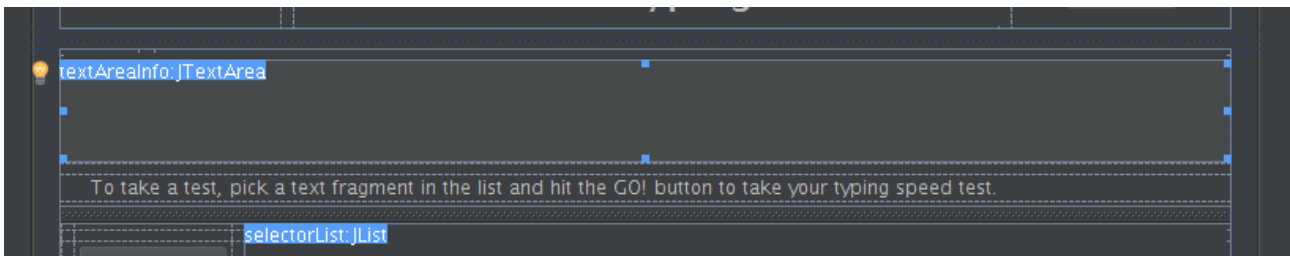 textAreaInfo:JTextArea
To take a test, pick a text fragment in the list and hit the GO! button to take your typing speed test.
selectorList:JList